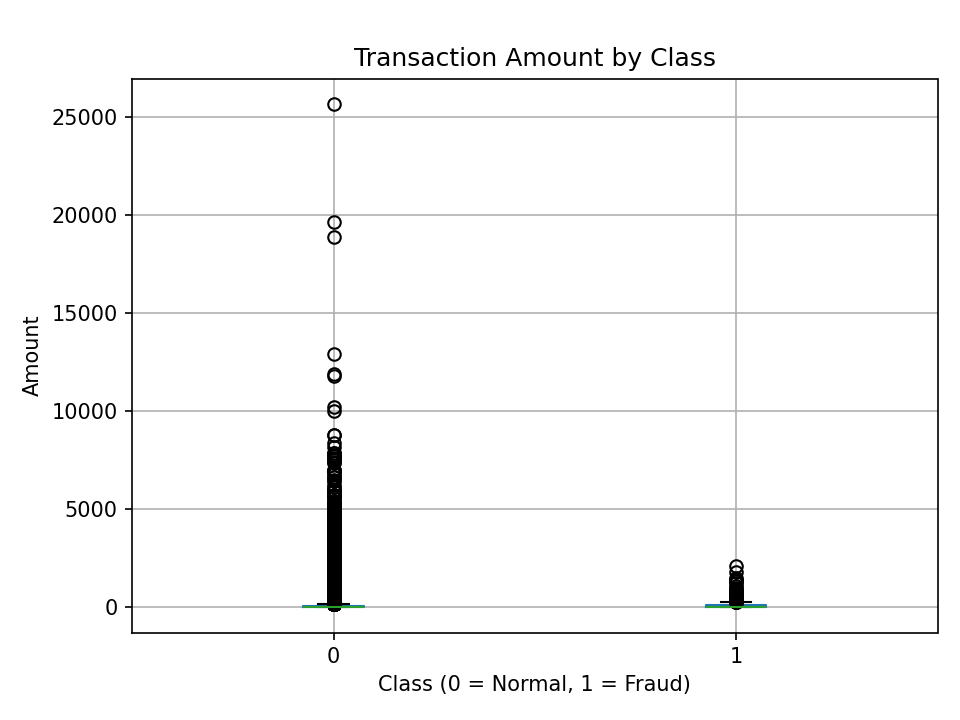 Transaction Amount by Class
25000
20000
15000
10000
5000
0
Amount
0 1
Class (0 = Normal, 1 = Fraud)